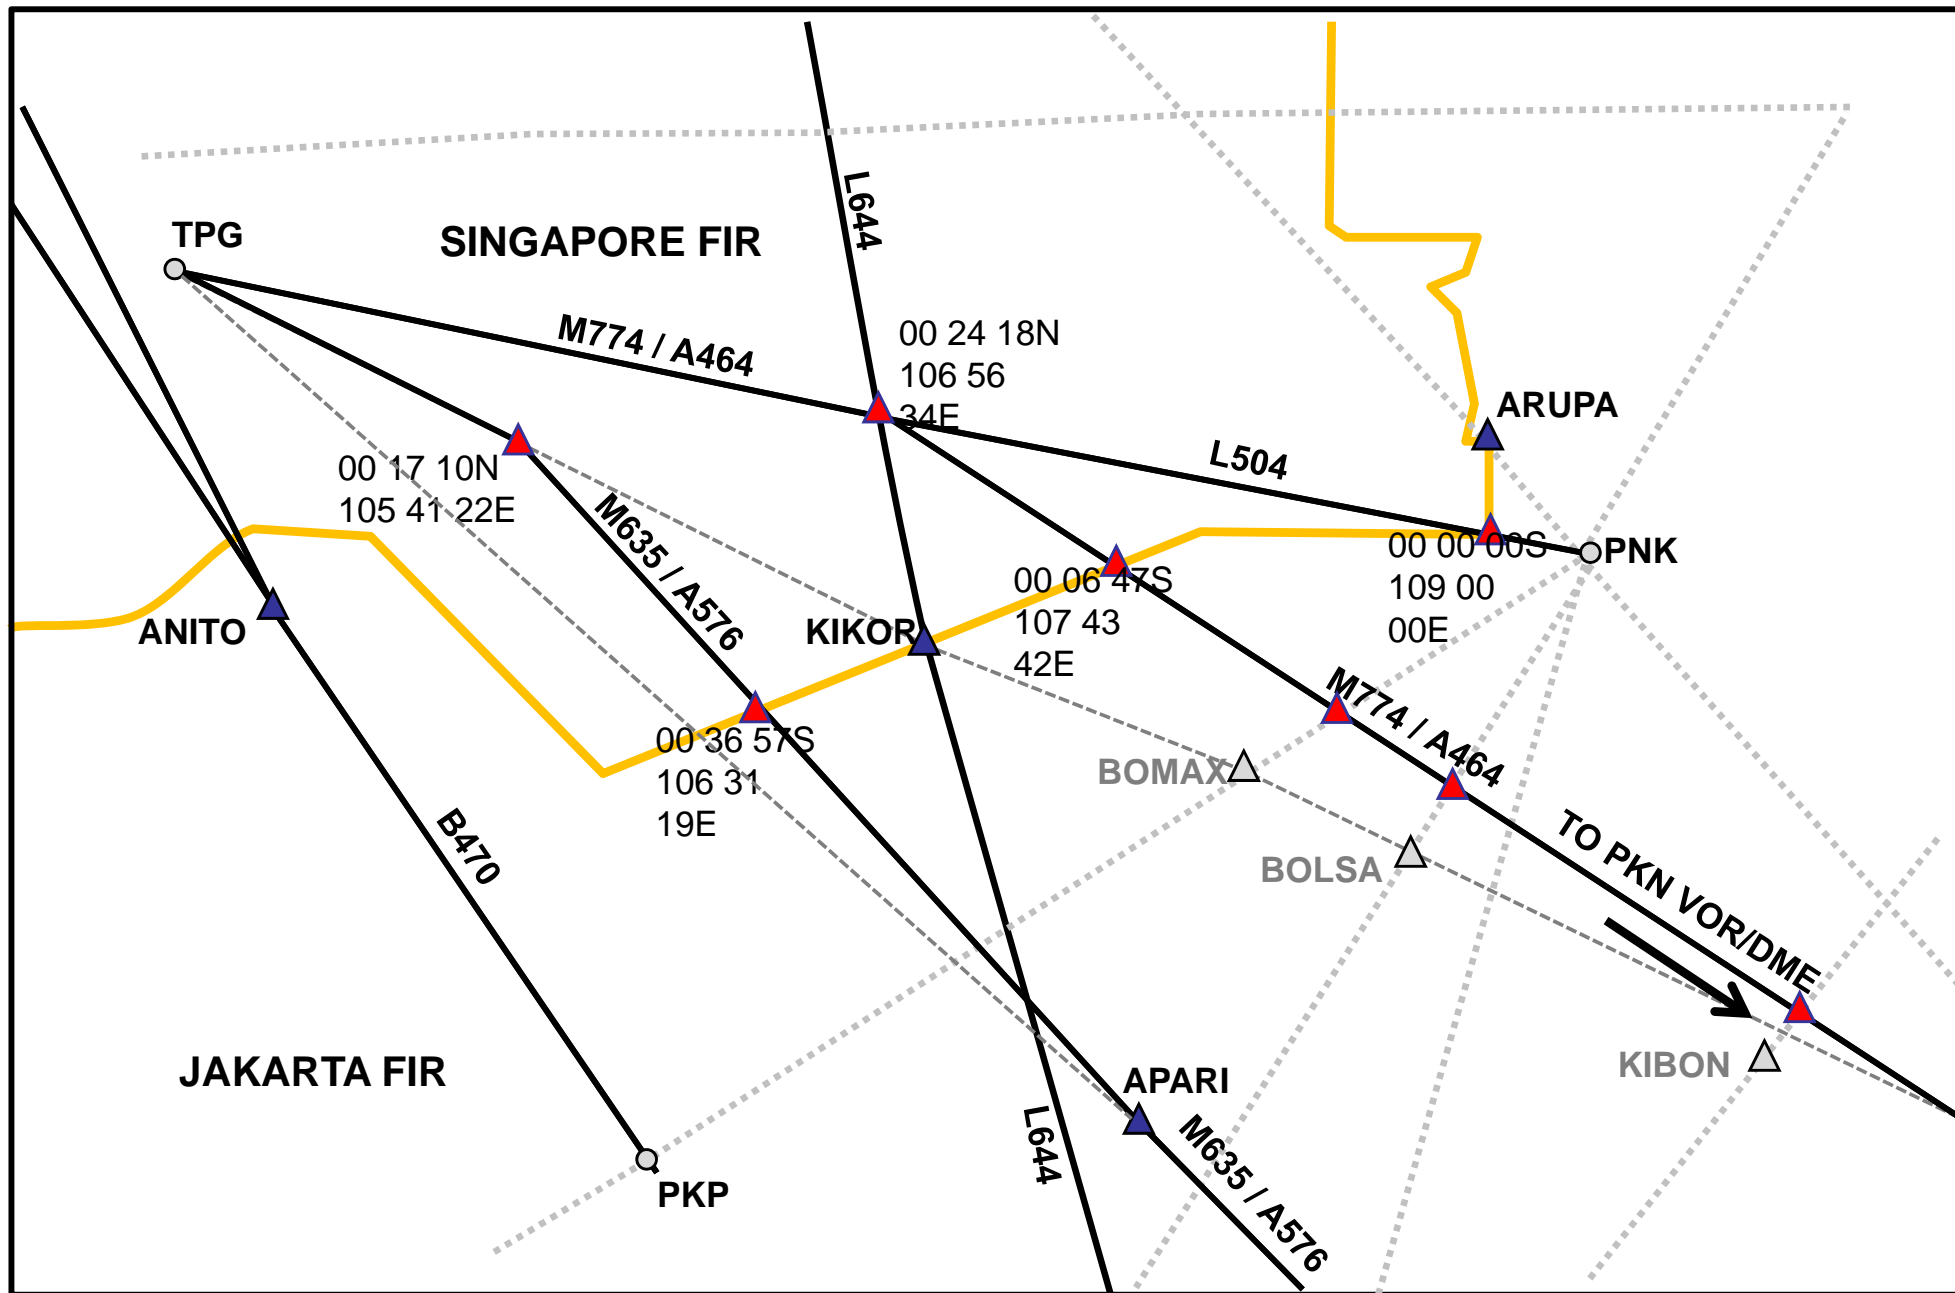 TPG
SINGAPORE FIR
L644
M774 / A464
00 24 18N
106 56
34E
ARUPA
L504
00 17 10N
105 41 22E
M635 / A576
00 00 00S
109 00
00E
PNK
00 06 47S
107 43
42E
ANITO
KIKOR
M774 / A464
00 36 57S
106 31
19E
BOMAX
B470
BOLSA
TO PKN VOR/DME
JAKARTA FIR
KIBON
APARI
L644
M635 / A576
PKP